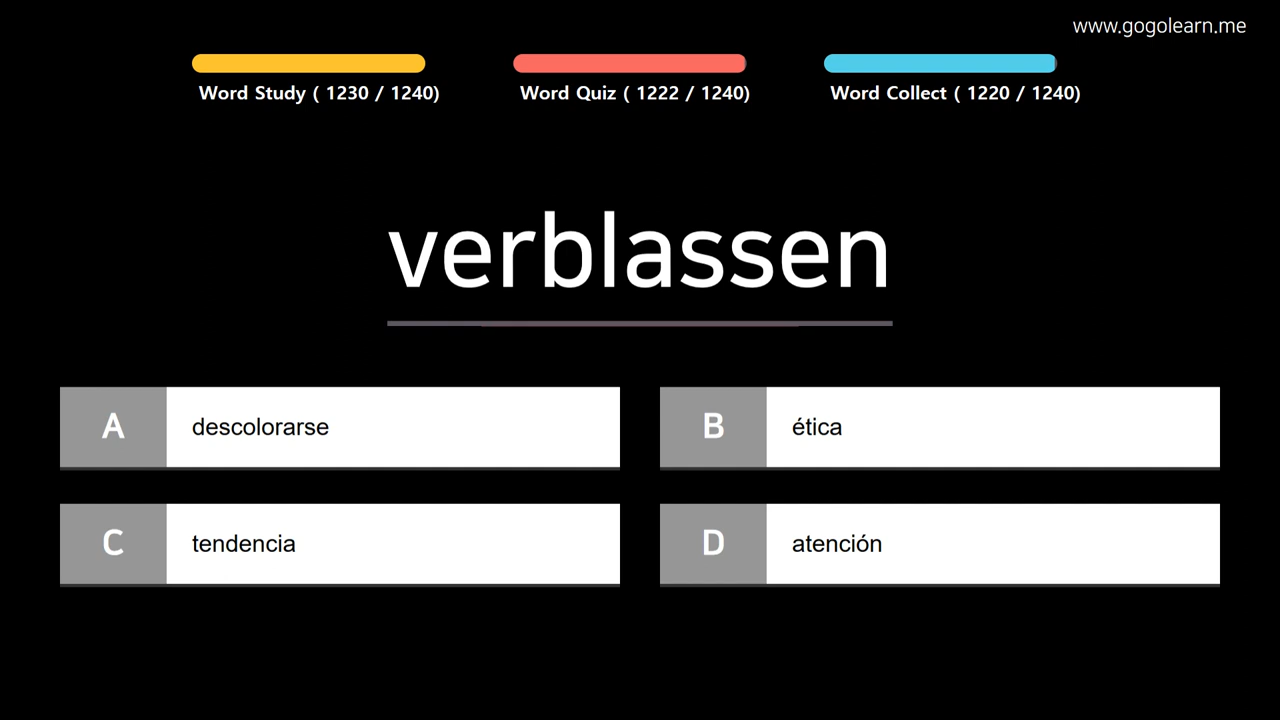 www.gogolearn.me
Word Study ( 1230 / 1240)
Word Quiz ( 1222 / 1240)
Word Collect ( 1220 / 1240)
verblassen
A descolorarse
B ética
C tendencia
D atención